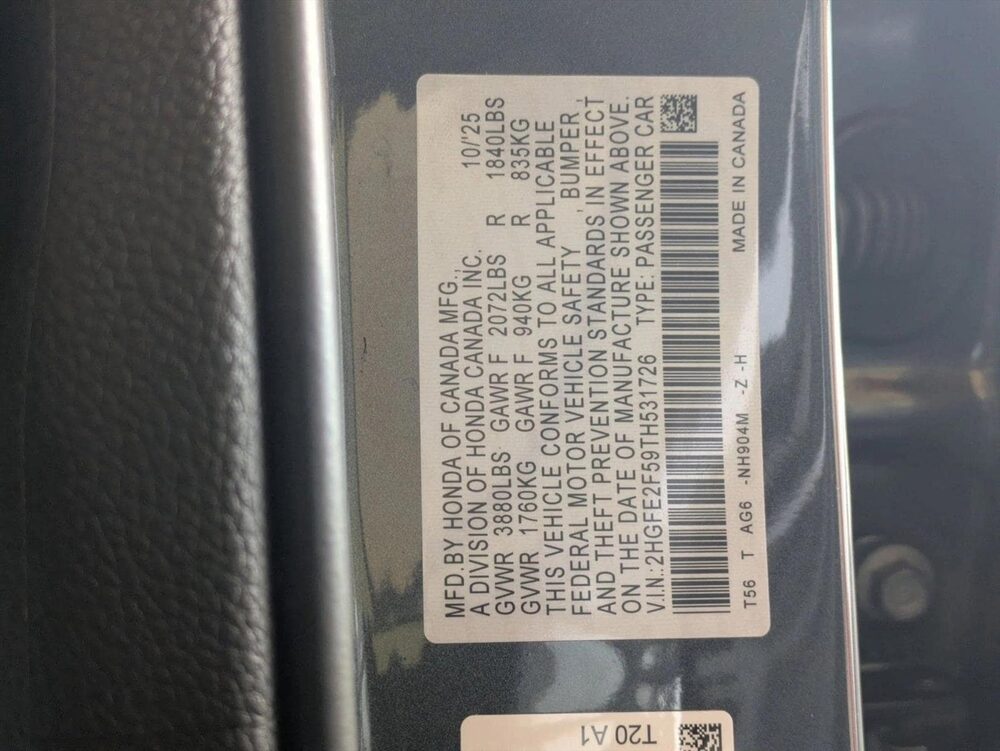 MFD.BY HONDA OF CANADA MFG.,
A DIVISION OF HONDA CANADA INC. 10/'25
GVWR 3880LBS GAWR F 2072LBS R 1840LBS
GVWR 1760KG GAWR F 940KG R 835KG
THIS VEHICLE CONFORMS TO ALL APPLICABLE
FEDERAL MOTOR VEHICLE SAFETY , BUMPER,
AND THEFT PREVENTION STANDARDS IN EFFECT
ON THE DATE OF MANUFACTURE SHOWN ABOVE.
V.I.N.:2HGFE2F59TH531726 TYPE: PASSENGER CAR
T56 T AG6 -NH904M -Z -H MADE IN CANADA
T20 A1